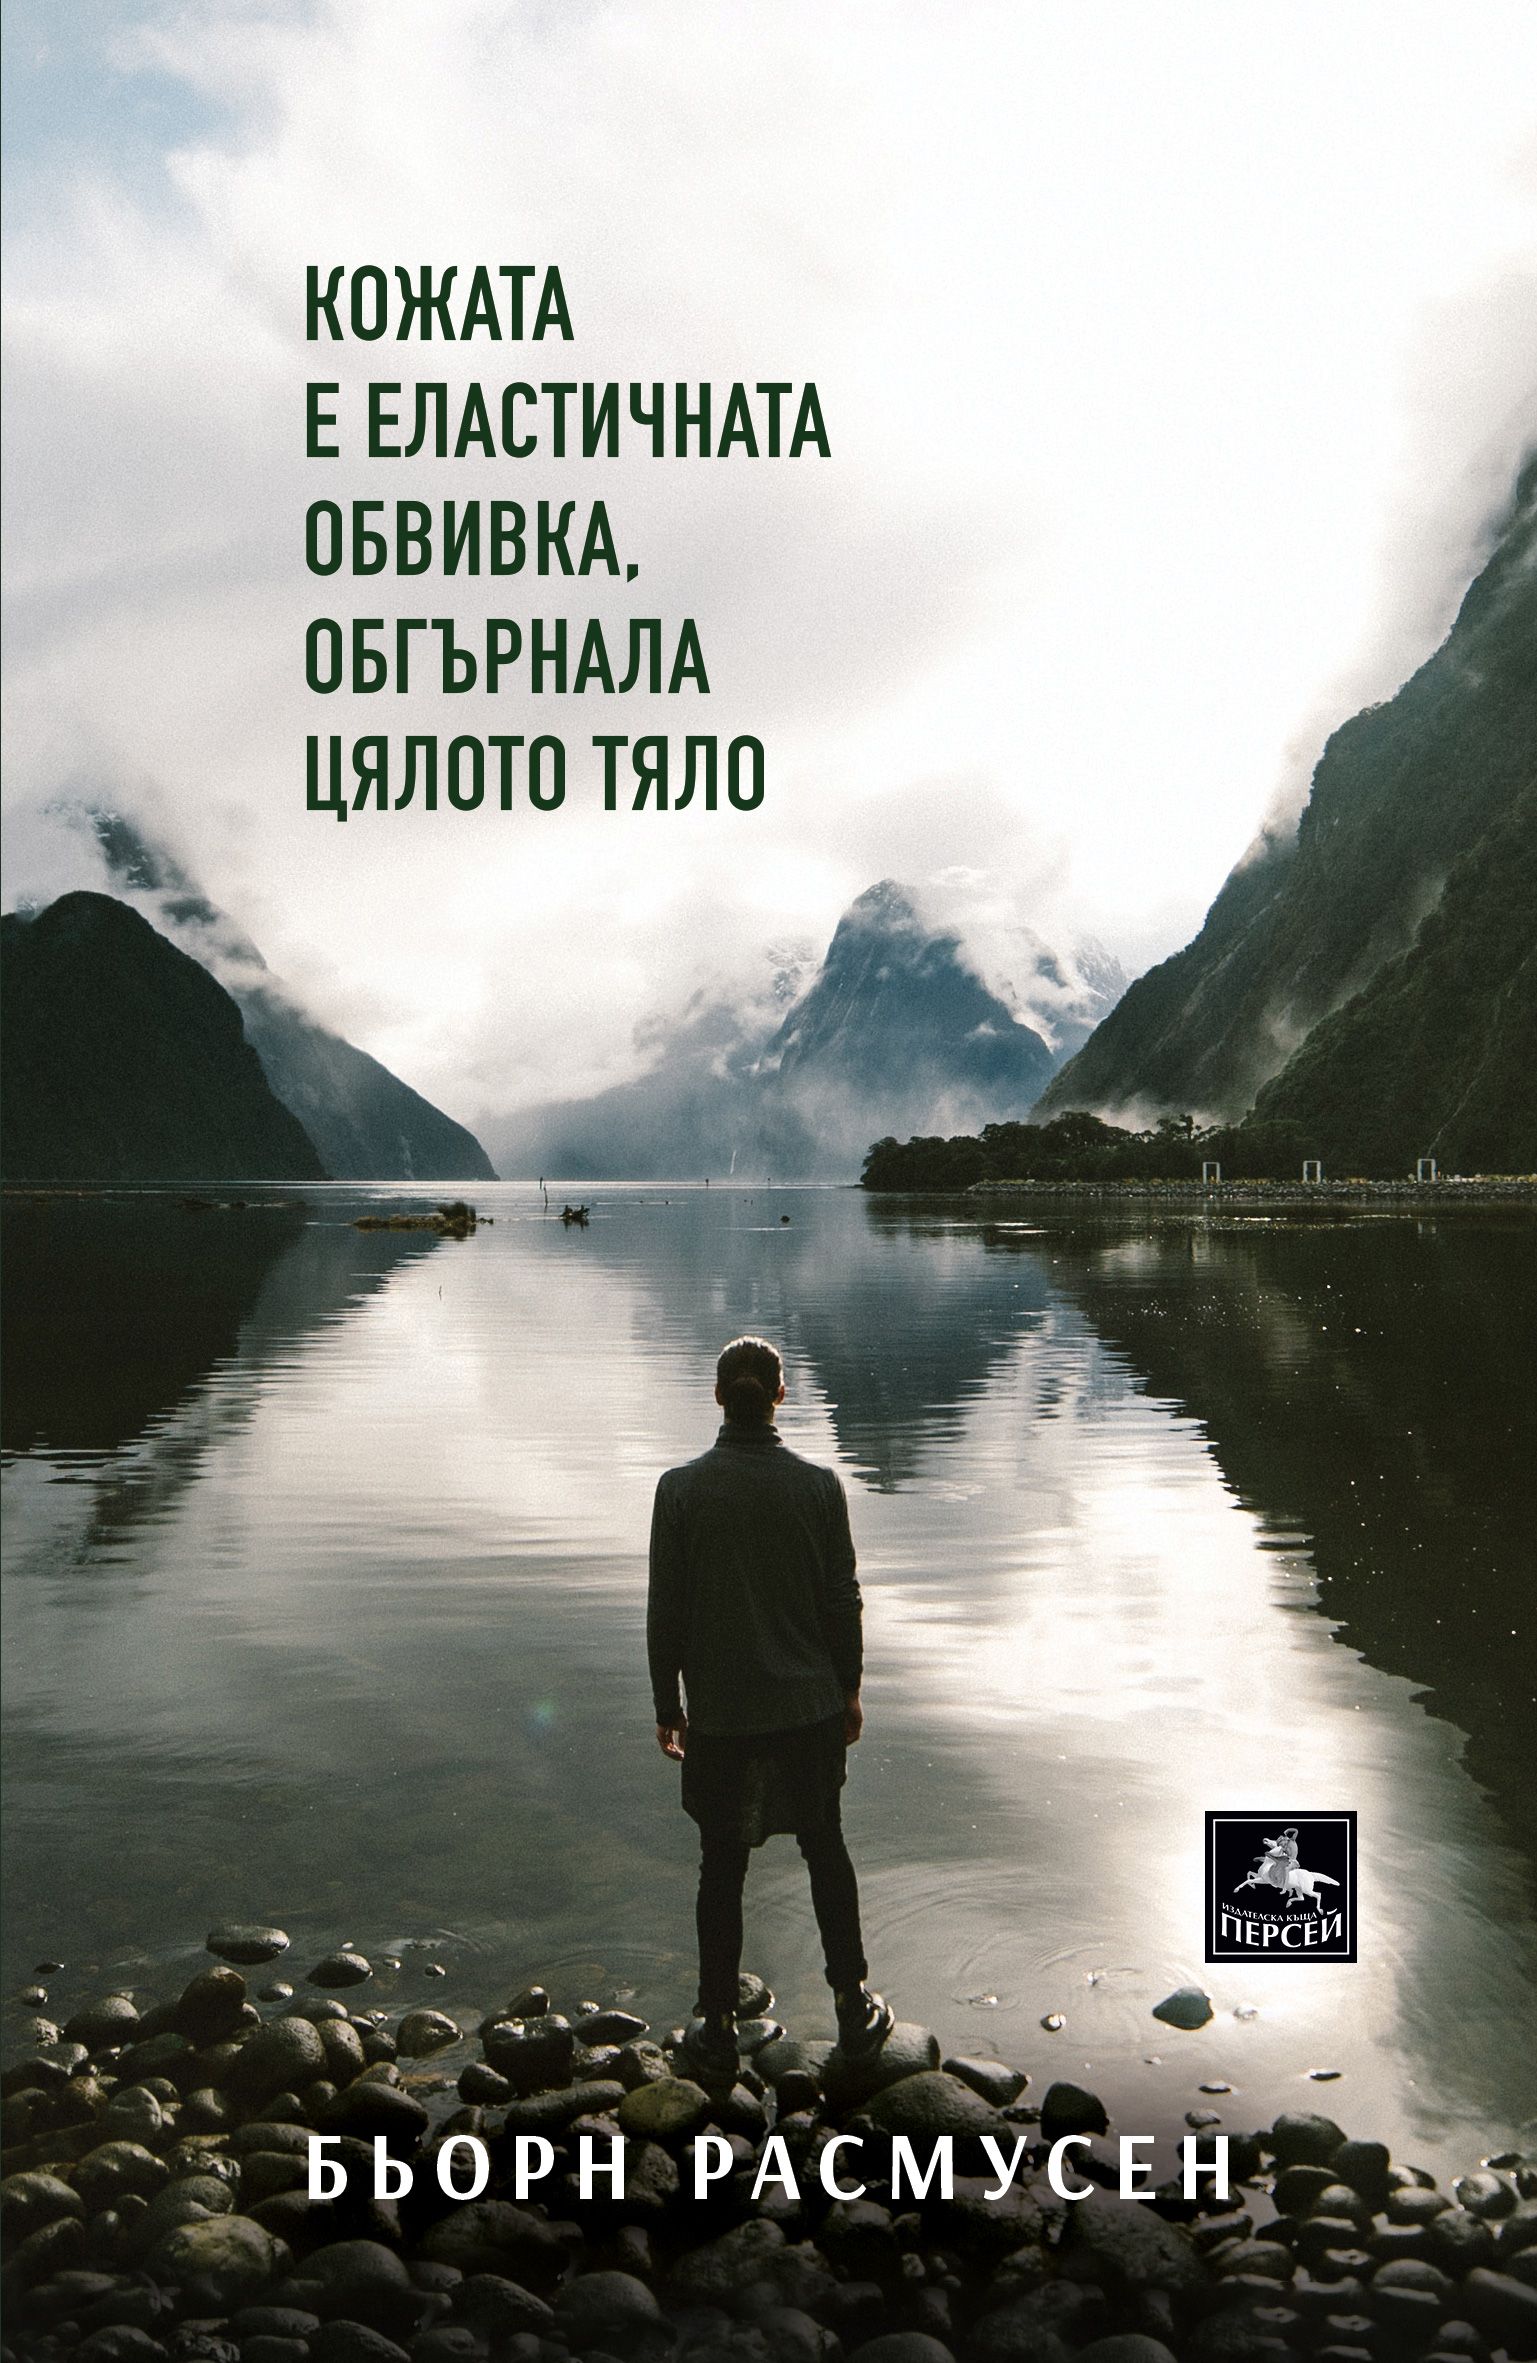 КОЖАТА
Е ЕЛАСТИЧНАТА
ОБВИВКА,
ОБГЪРНАЛА
ЦЯЛОТО ТЯЛО
ИЗДАТЕЛСКА КЪЩА
ПЕРСЕЙ
БЬОРН РАСМУСЕН